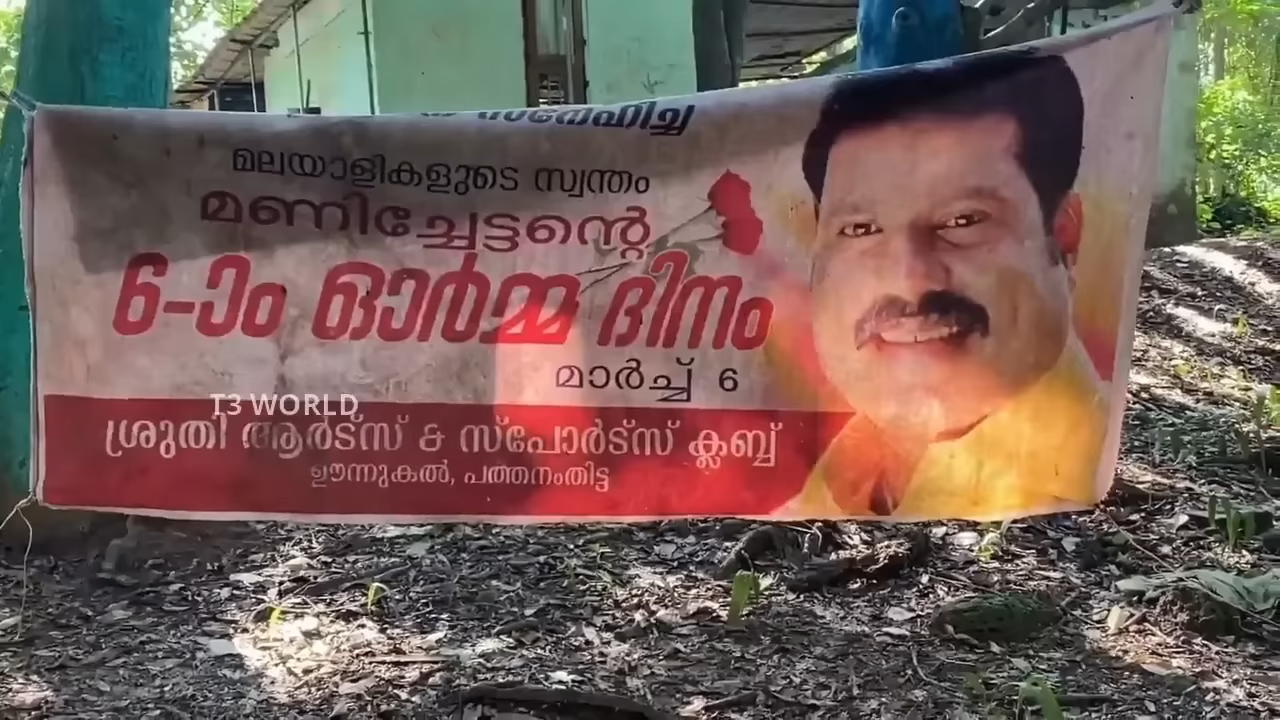 സ്നേഹിച്ച
മലയാളികളുടെ സ്വന്തം
മണിച്ചേട്ടന്റെ
6-ാം ഓർമ്മ ദിനം
മാർച്ച് 6
T3 WORLD
ശ്രുതി ആർട്സ് & സ്പോർട്സ് ക്ലബ്ബ്
ഊന്നുകൽ, പത്തനംതിട്ട